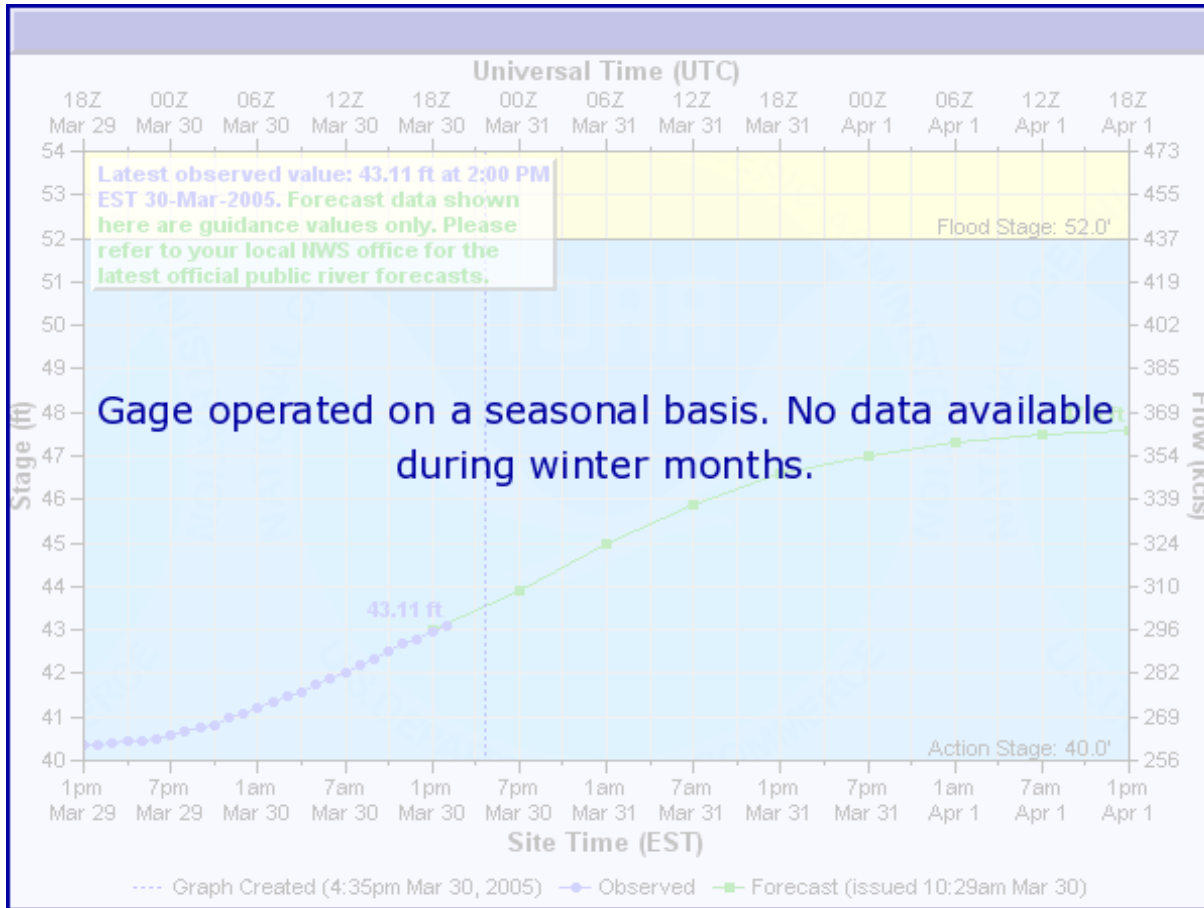 Universal Time (UTC)
18Z 00Z 06Z 12Z 18Z 00Z 06Z 12Z 18Z 00Z 06Z 12Z 18Z
Mar 29 Mar 30 Mar 30 Mar 30 Mar 30 Mar 31 Mar 31 Mar 31 Mar 31 Apr 1 Apr 1 Apr 1 Apr 1
Latest observed value: 43.11 ft at 2:00 PM
EST 30-Mar-2005. Forecast data shown
here are guidance values only. Please
refer to your local NWS office for the
latest official public river forecasts.
Flood Stage: 52.0'
Gage operated on a seasonal basis. No data available
during winter months.
43.11 ft
ft
Action Stage: 40.0'
Stage (ft)
54
53
52
51
50
49
48
47
46
45
44
43
42
41
40
Flow (kcfs)
473
455
437
419
402
385
369
354
339
324
310
296
282
269
256
1pm 7pm 1am 7am 1pm 7pm 1am 7am 1pm 7pm 1am 7am 1pm
Mar 29 Mar 29 Mar 30 Mar 30 Mar 30 Mar 30 Mar 31 Mar 31 Mar 31 Mar 31 Apr 1 Apr 1 Apr 1
Site Time (EST)
Graph Created (4:35pm Mar 30, 2005) Observed Forecast (issued 10:29am Mar 30)